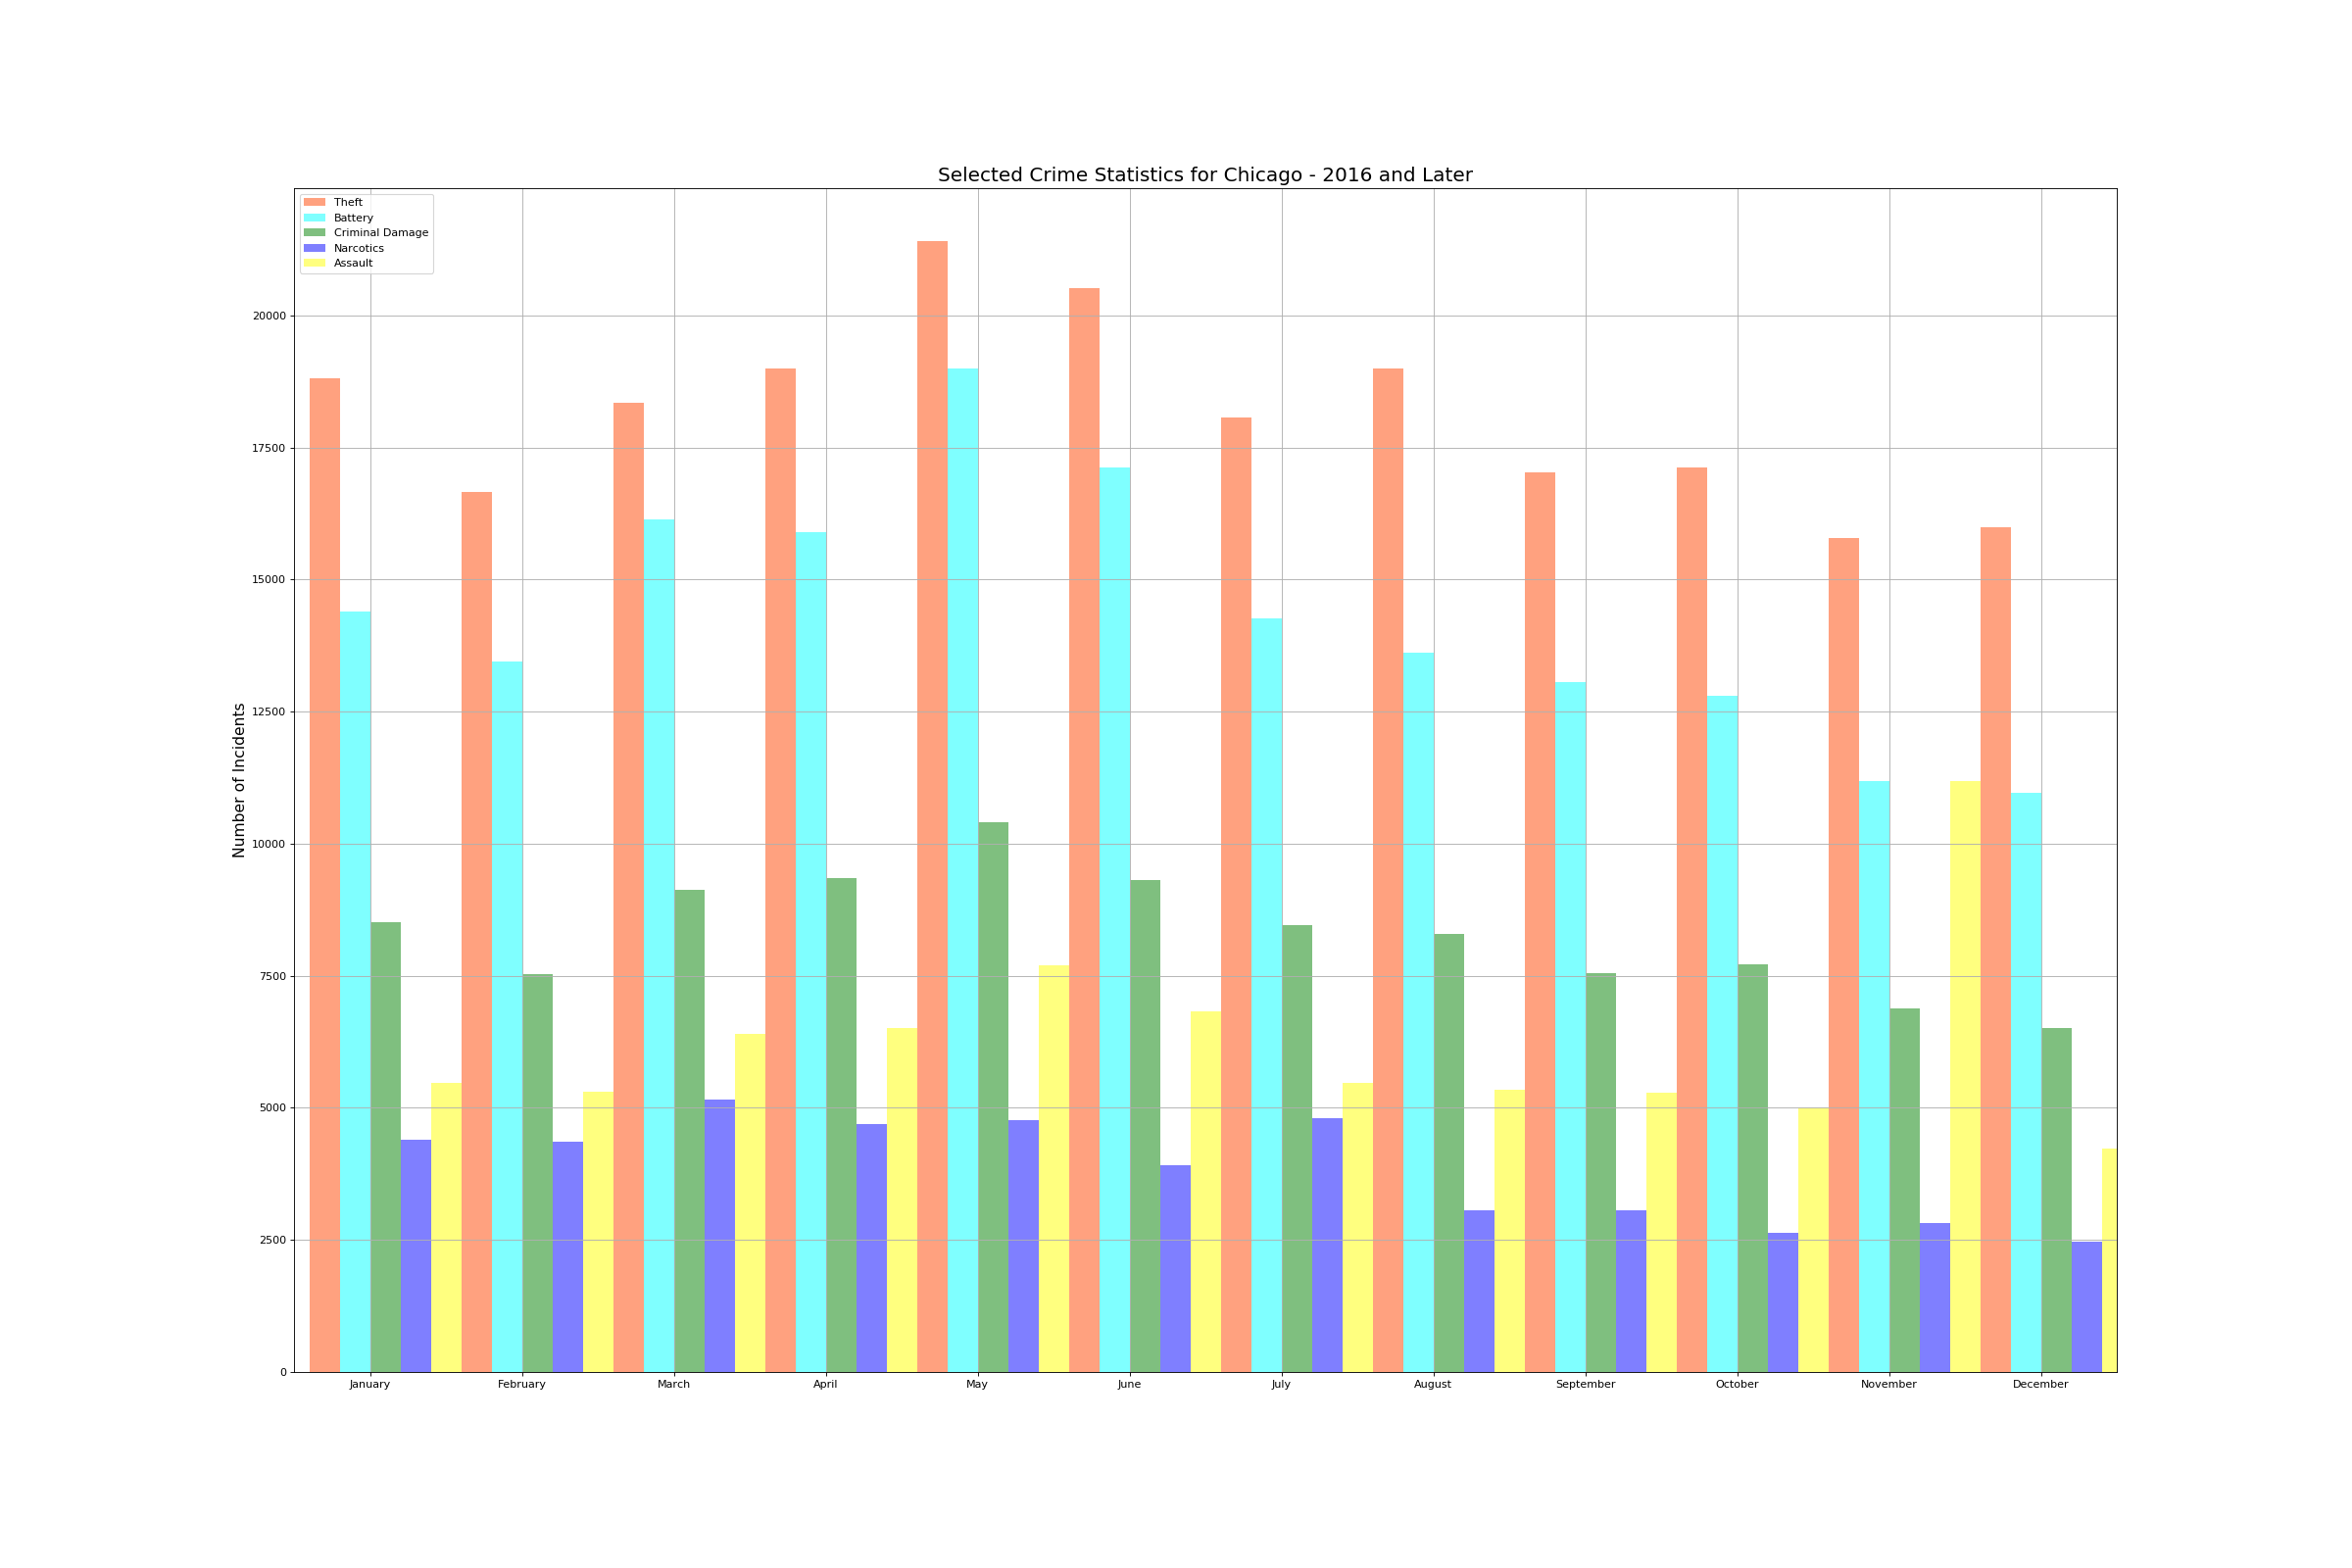 Selected Crime Statistics for Chicago - 2016 and Later
Theft
Battery
Criminal Damage
Narcotics
Assault
Number of Incidents
20000
17500
15000
12500
10000
7500
5000
2500
0
January
February
March
April
May
June
July
August
September
October
November
December